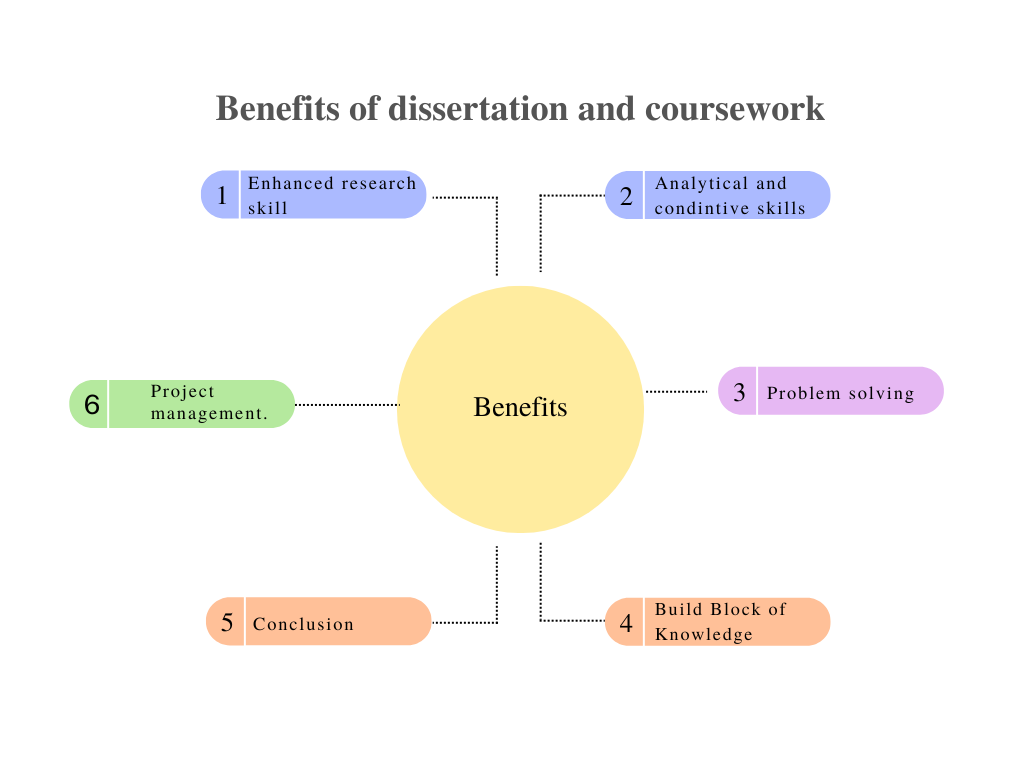 Benefits of dissertation and coursework
1
Enhanced research
skill
2
Analytical and
condintive skills
6
Project
management.
Benefits
3
Problem solving
5
Conclusion
4
Build Block of
Knowledge